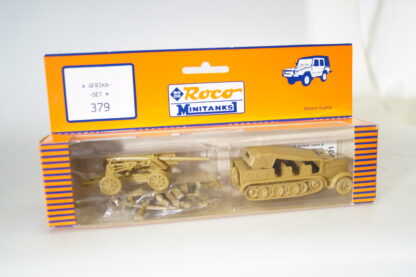 * AFRIKA-
-SET *
379
Roco
MINITANKS
Made in Austria